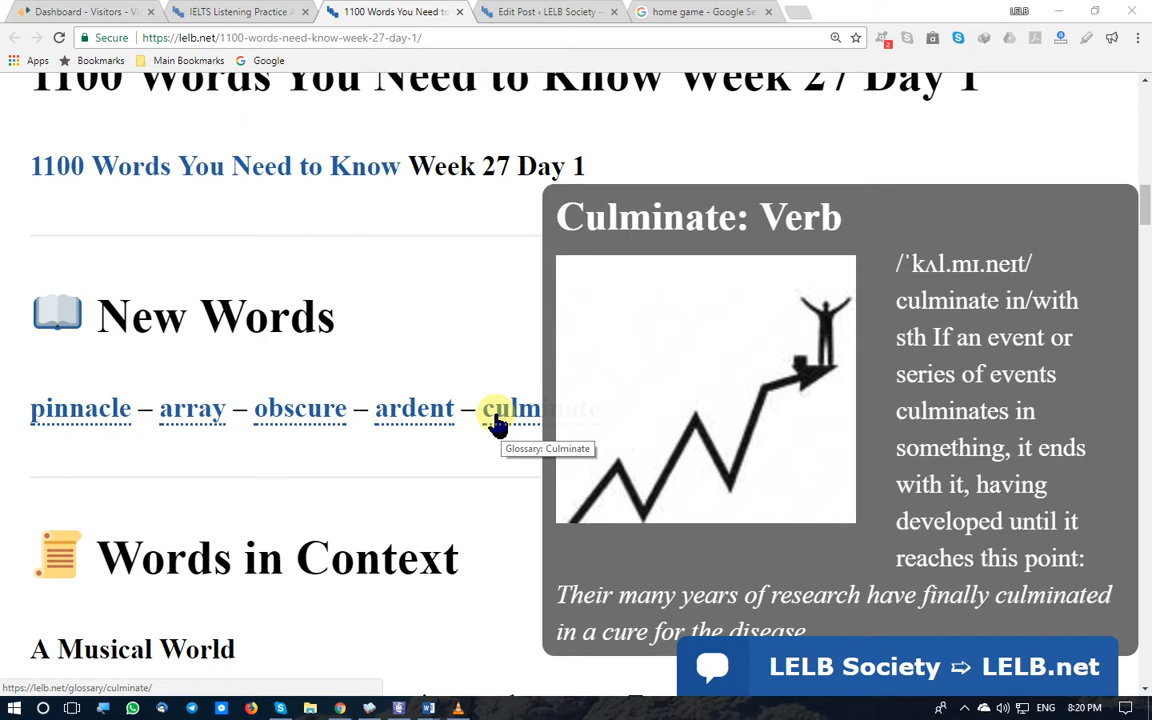 Dashboard ‹ Visitors - Vi
IELTS Listening Practice A
1100 Words You Need to
Edit Post ‹ LELB Society ~
home game - Google Se
LELB
Secure
https://lelb.net/1100-words-need-know-week-27-day-1/
2
Apps
Bookmarks
Main Bookmarks
Google
1100 Words You Need to Know Week 27 Day 1
1100 Words You Need to Know Week 27 Day 1
New Words
pinnacle – array – obscure – ardent – culminate
Glossary: Culminate
Culminate: Verb
/ˈkʌl.mɪ.neɪt/
culminate in/with
sth If an event or
series of events
culminates in
something, it ends
with it, having
developed until it
reaches this point:
Their many years of research have finally culminated
in a cure for the disease
Words in Context
A Musical World
LELB Society ⇨ LELB.net
https://lelb.net/glossary/culminate/
ENG
8:20 PM